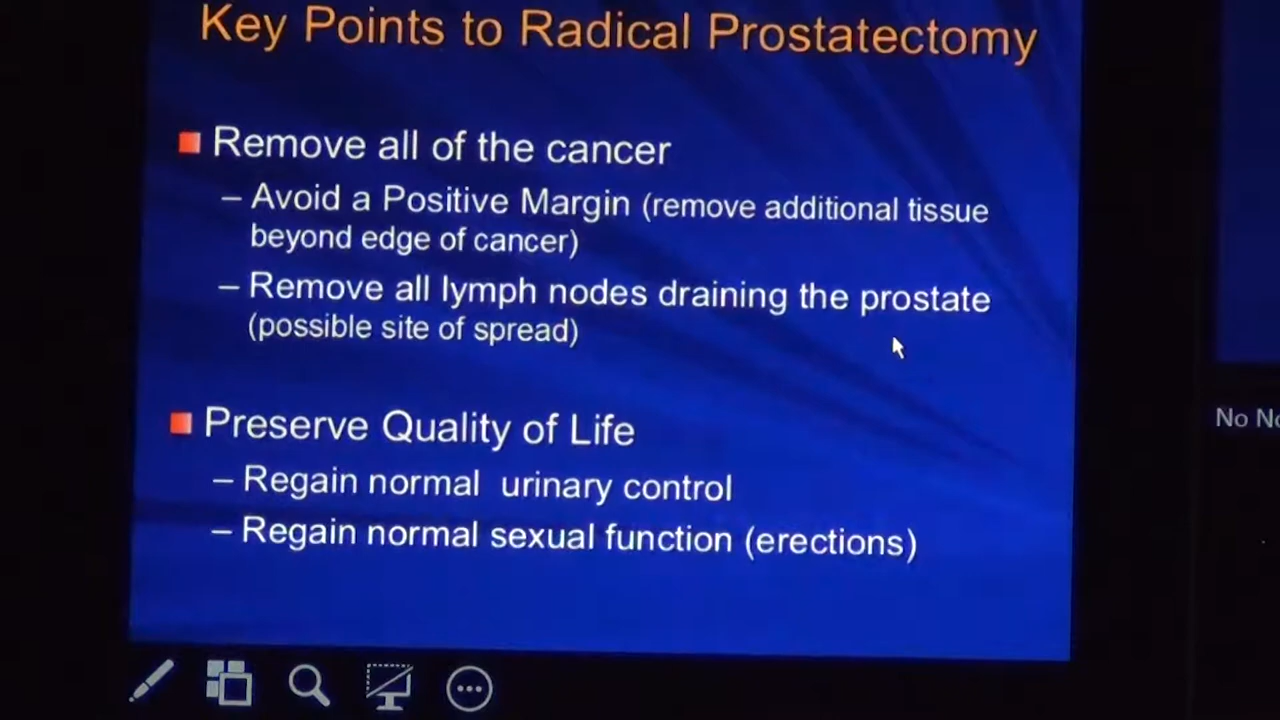 Key Points to Radical Prostatectomy
Remove all of the cancer
– Avoid a Positive Margin (remove additional tissue
beyond edge of cancer)
– Remove all lymph nodes draining the prostate
(possible site of spread)
Preserve Quality of Life
– Regain normal urinary control
– Regain normal sexual function (erections)
No